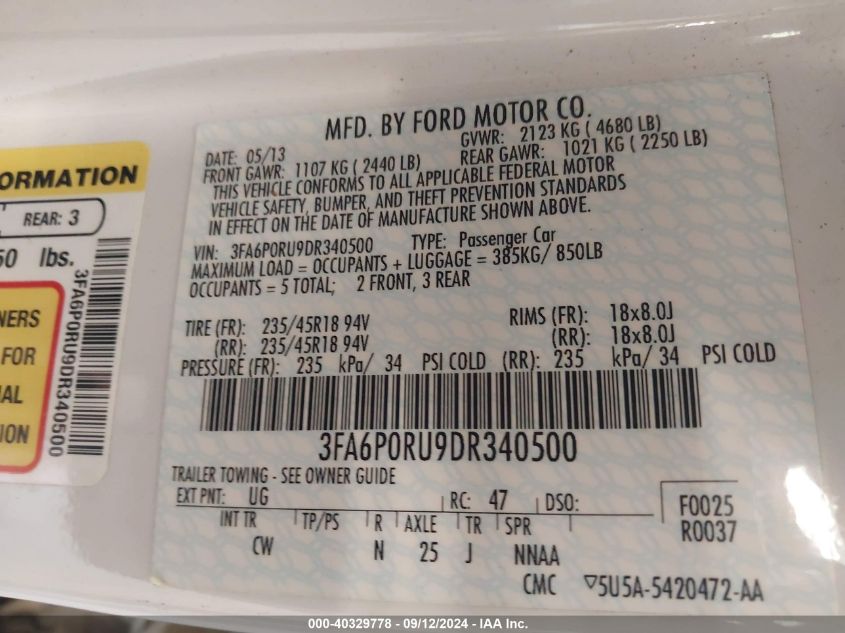 ORMATION
REAR: 3
50 lbs.
NERS
FOR
AL
ION
3FA6P0RU9DR340500
MFD. BY FORD MOTOR CO.
DATE: 05/13 GVWR: 2123 KG ( 4680 LB)
FRONT GAWR: 1107 KG ( 2440 LB) REAR GAWR: 1021 KG ( 2250 LB)
THIS VEHICLE CONFORMS TO ALL APPLICABLE FEDERAL MOTOR
VEHICLE SAFETY, BUMPER, AND THEFT PREVENTION STANDARDS
IN EFFECT ON THE DATE OF MANUFACTURE SHOWN ABOVE.
VIN: 3FA6P0RU9DR340500 TYPE: Passenger Car
MAXIMUM LOAD = OCCUPANTS + LUGGAGE = 385KG/ 850LB
OCCUPANTS = 5 TOTAL; 2 FRONT, 3 REAR
TIRE (FR): 235/45R18 94V RIMS (FR): 18x8.0J
(RR): 235/45R18 94V (RR): 18x8.0J
PRESSURE (FR): 235 kPa/ 34 PSI COLD (RR): 235 kPa/ 34 PSI COLD
3FA6P0RU9DR340500
TRAILER TOWING - SEE OWNER GUIDE
EXT PNT: UG RC: 47 DSO: F0025
INT TR TP/PS R AXLE TR SPR R0037
CW N 25 J NNAA
CMC ▽5U5A-5420472-AA
000-40329778 - 09/12/2024 - IAA Inc.